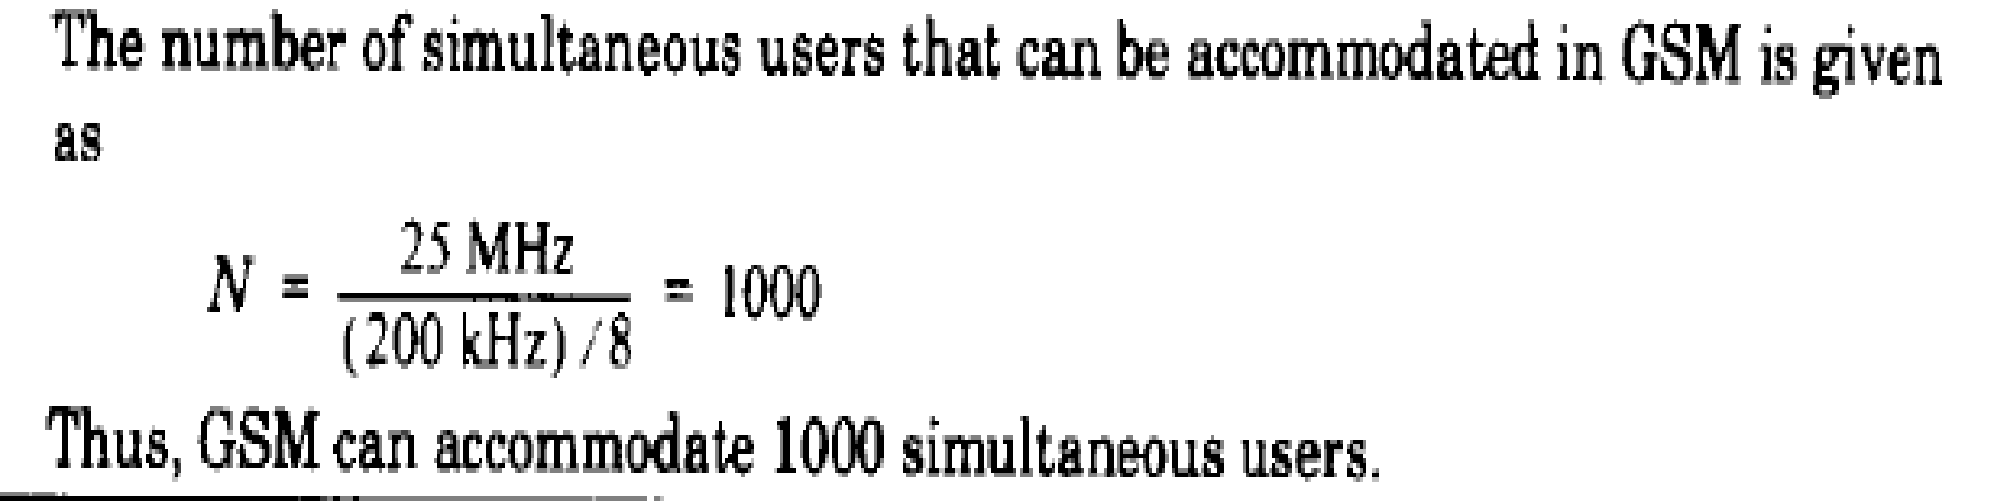 The number of simultaneous users that can be accommodated in GSM is given
as
N = 25 MHz / (200 kHz) / 8 = 1000
Thus, GSM can accommodate 1000 simultaneous users.